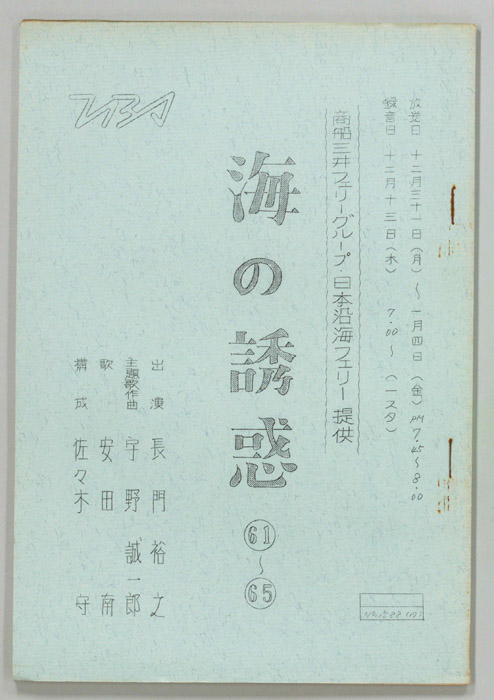 放送日 十二月三十一日(月)~一月四日(金)PM7.45~8.00
録音日 十二月十三日(木) 7.00~(一スタ)
商船三井フェリーグループ・日本沿海フェリー 提供
海の誘惑 61~65
出演 長門裕之
主題歌作曲 宇野誠一郎
歌 安田南
構成 佐々木守